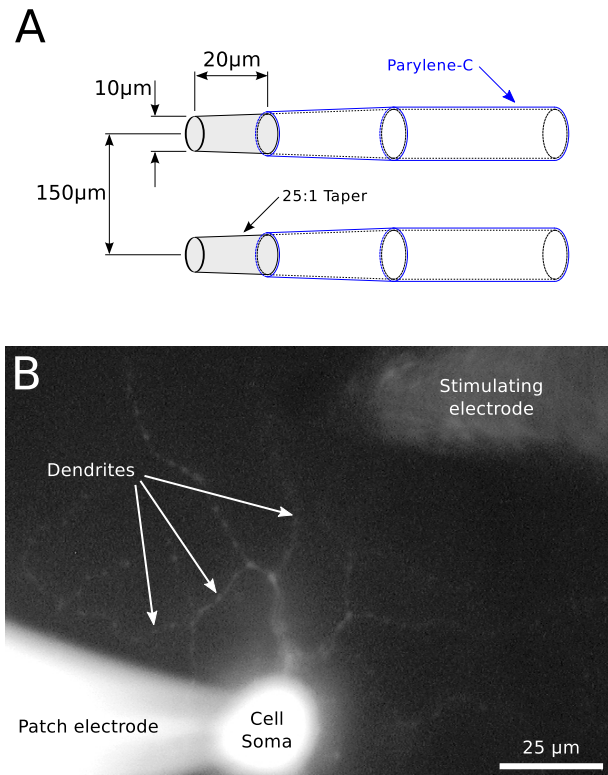 A
20µm
10µm
Parylene-C
150µm
25:1 Taper
B
Stimulating
electrode
Dendrites
Patch electrode
Cell
Soma
25 µm